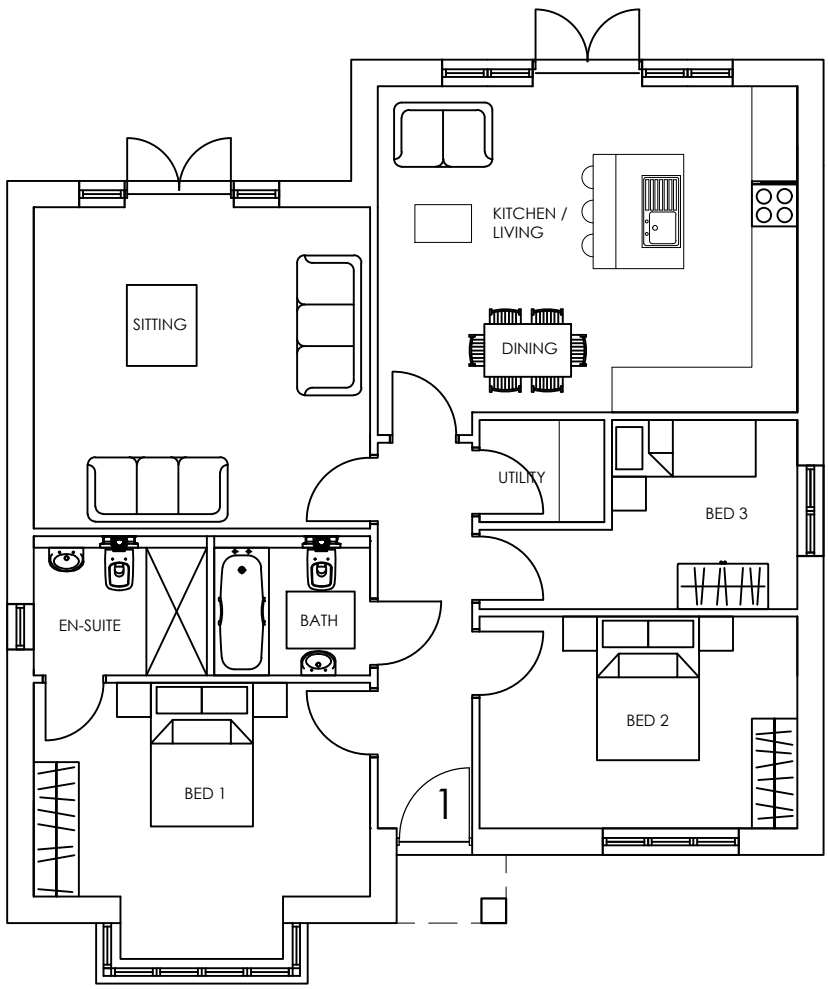 KITCHEN /
LIVING
SITTING
DINING
UTILITY
BED 3
EN-SUITE
BATH
BED 2
BED 1
1